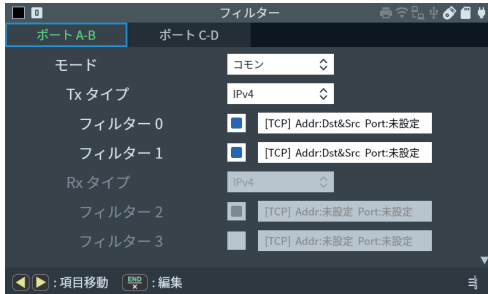 0 フィルター
ポート A-B ポート C-D
モード コモン
Tx タイプ IPv4
フィルター 0 [TCP] Addr:Dst&Src Port:未設定
フィルター 1 [TCP] Addr:Dst&Src Port:未設定
Rx タイプ IPv4
フィルター 2 [TCP] Addr:未設定 Port:未設定
フィルター 3 [TCP] Addr:未設定 Port:未設定
:項目移動 END × :編集